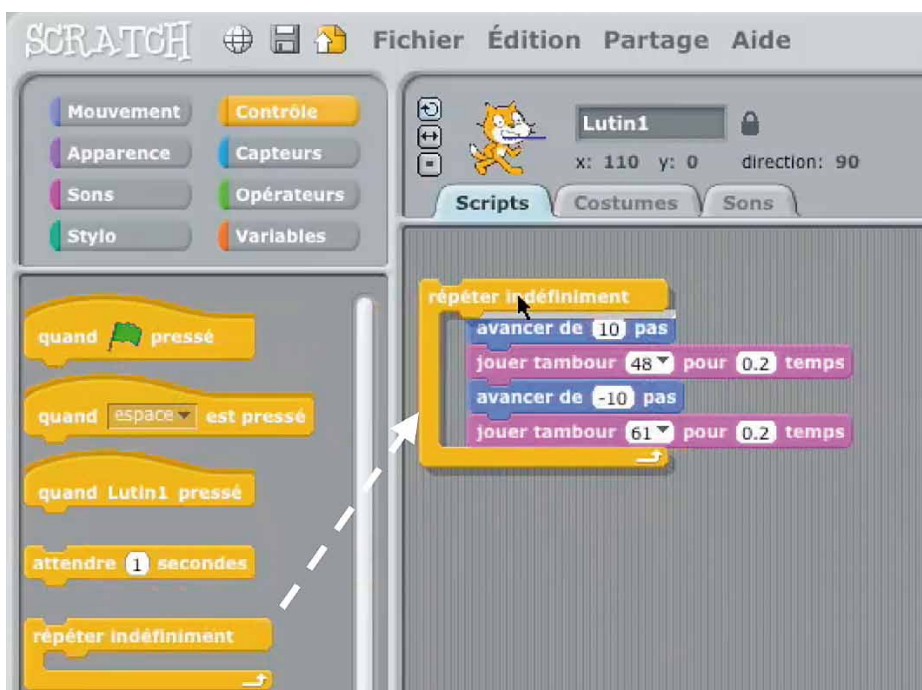 SCRATCH Fichier Édition Partage Aide
Mouvement Contrôle
Apparence Capteurs
Sons Opérateurs
Stylo Variables
Lutin1
x: 110 y: 0 direction: 90
Scripts Costumes Sons
quand pressé
quand espace est pressé
quand Lutin1 pressé
attendre 1 secondes
répéter indéfiniment
répéter indéfiniment
avancer de 10 pas
jouer tambour 48 pour 0.2 temps
avancer de -10 pas
jouer tambour 61 pour 0.2 temps